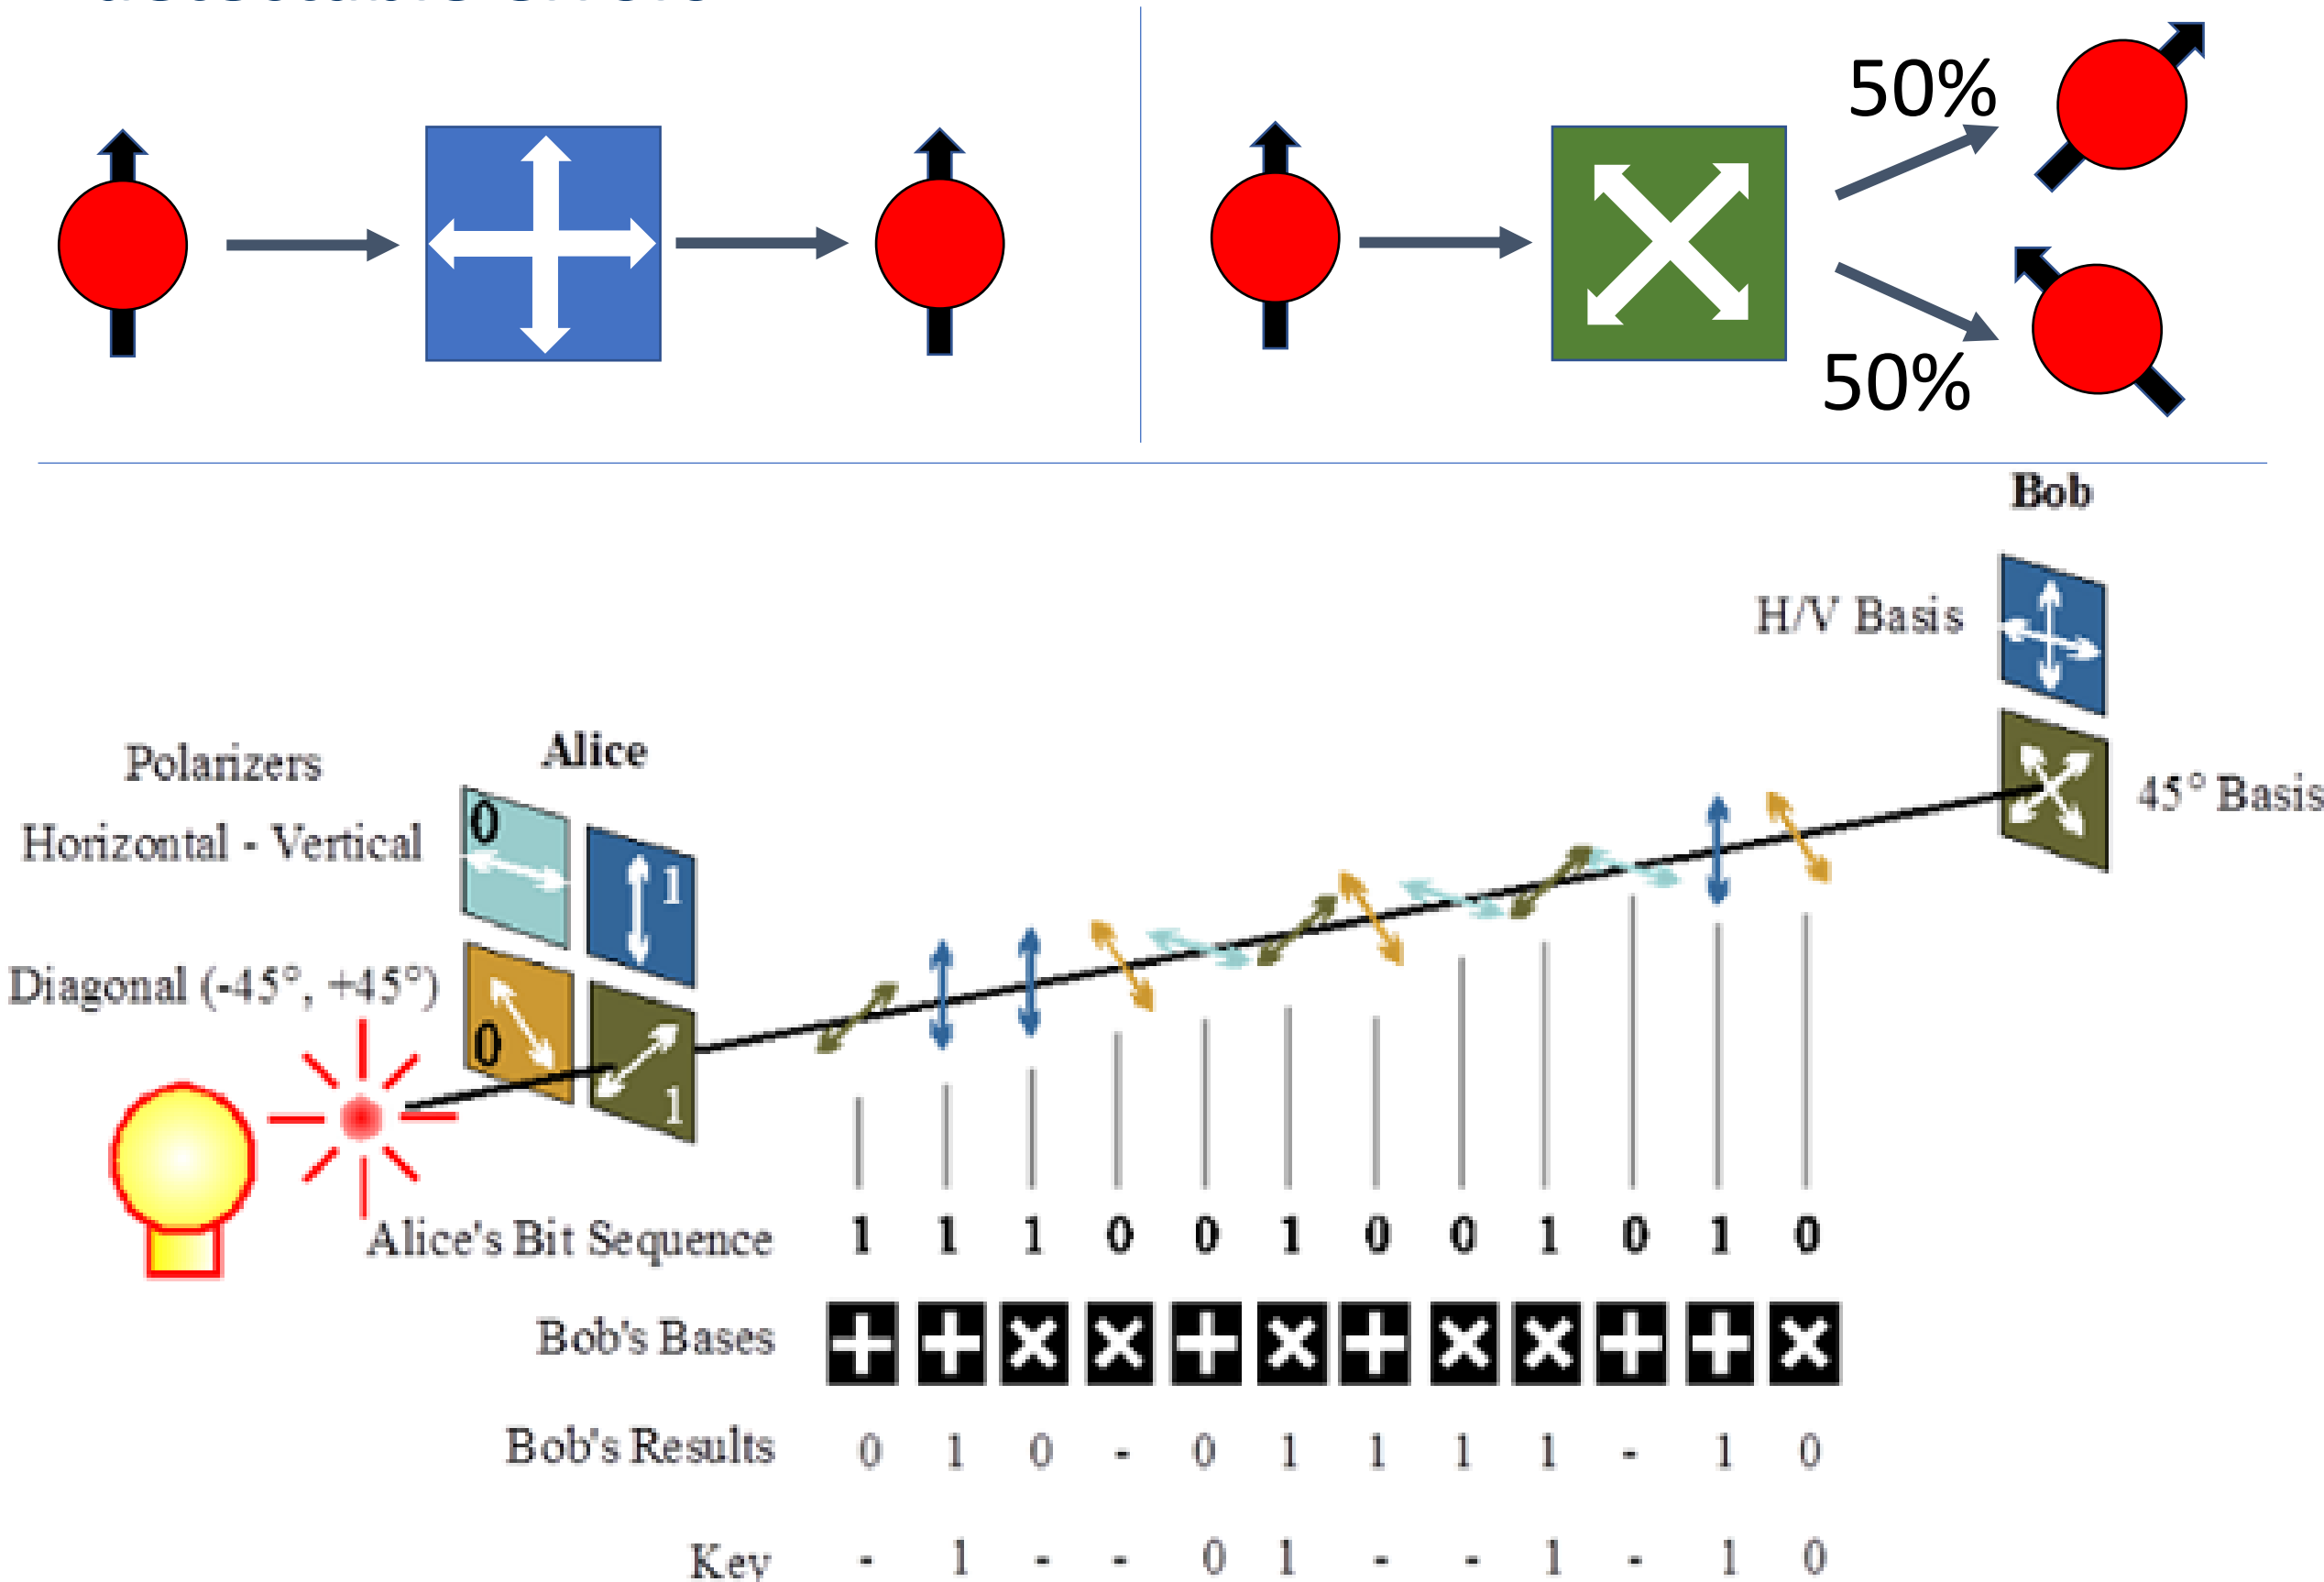 50%
50%
Bob
H/V Basis
45° Basis
Alice
Polarizers
Horizontal - Vertical
Diagonal (-45°, +45°)
0
1
0
1
Alice's Bit Sequence 1 1 1 0 0 1 0 0 1 0 1 0
Bob's Bases + + × × + × + × × + + ×
Bob's Results 0 1 0 - 0 1 1 1 1 - 1 0
Key - 1 - - 0 1 - - 1 - 1 0